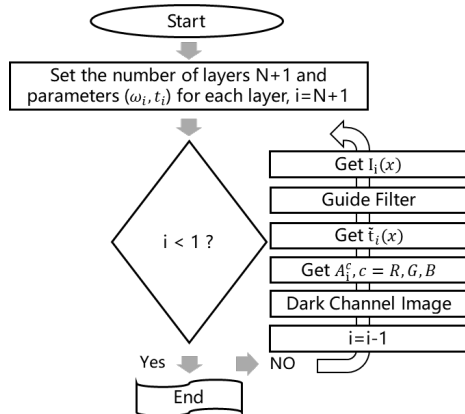 Start
Set the number of layers N+1 and
parameters (ωᵢ, tᵢ) for each layer, i=N+1
i < 1 ?
Get Iᵢ(x)
Guide Filter
Get t̃ᵢ(x)
Get Aᵢᶜ, c = R, G, B
Dark Channel Image
i=i-1
Yes
NO
End